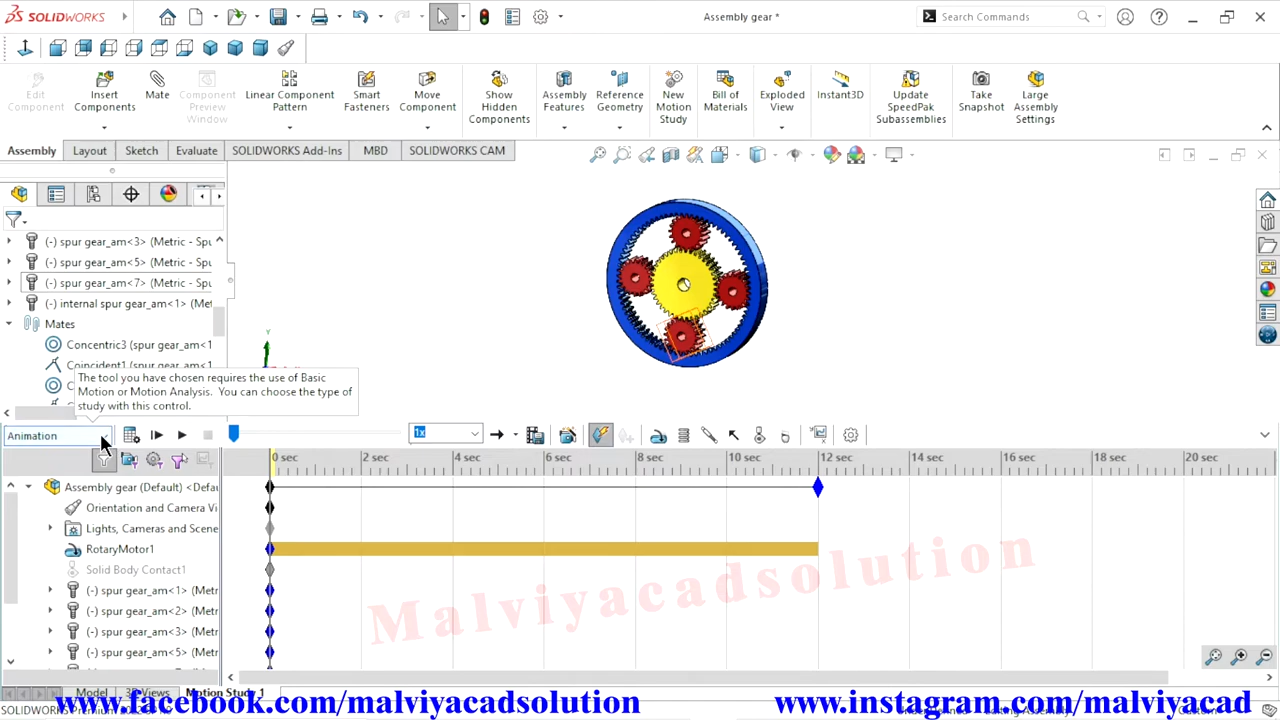 SOLIDWORKS
Assembly gear *
Search Commands
Edit Component
Insert Components
Mate
Component Preview Window
Linear Component Pattern
Smart Fasteners
Move Component
Show Hidden Components
Assembly Features
Reference Geometry
New Motion Study
Bill of Materials
Exploded View
Instant3D
Update SpeedPak Subassemblies
Take Snapshot
Large Assembly Settings
Assembly Layout Sketch Evaluate SOLIDWORKS Add-Ins MBD SOLIDWORKS CAM
(-) spur gear_am<3> (Metric - Spu
(-) spur gear_am<5> (Metric - Spu
(-) spur gear_am<7> (Metric - Spu
(-) internal spur gear_am<1> (Met
Mates
Concentric3 (spur gear_am<1
Coincident1 (spur gear_am<1
Y
The tool you have chosen requires the use of Basic
Motion or Motion Analysis. You can choose the type of
study with this control.
Animation
1x
0 sec 2 sec 4 sec 6 sec 8 sec 10 sec 12 sec 14 sec 16 sec 18 sec 20 sec
Assembly gear (Default) <Defau
Orientation and Camera Vi
Lights, Cameras and Scene
RotaryMotor1
Solid Body Contact1
(-) spur gear_am<1> (Metr
(-) spur gear_am<2> (Metr
(-) spur gear_am<3> (Metr
(-) spur gear_am<5> (Metr
Malviyacadsolution
Model 3D Views Motion Study 1
www.facebook.com/malviyacadsolution www.instagram.com/malviyacad